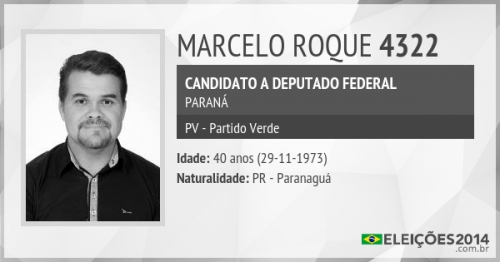 MARCELO ROQUE 4322
CANDIDATO A DEPUTADO FEDERAL
PARANÁ
PV - Partido Verde
Idade: 40 anos (29-11-1973)
Naturalidade: PR - Paranaguá
ELEIÇÕES2014
.com.br